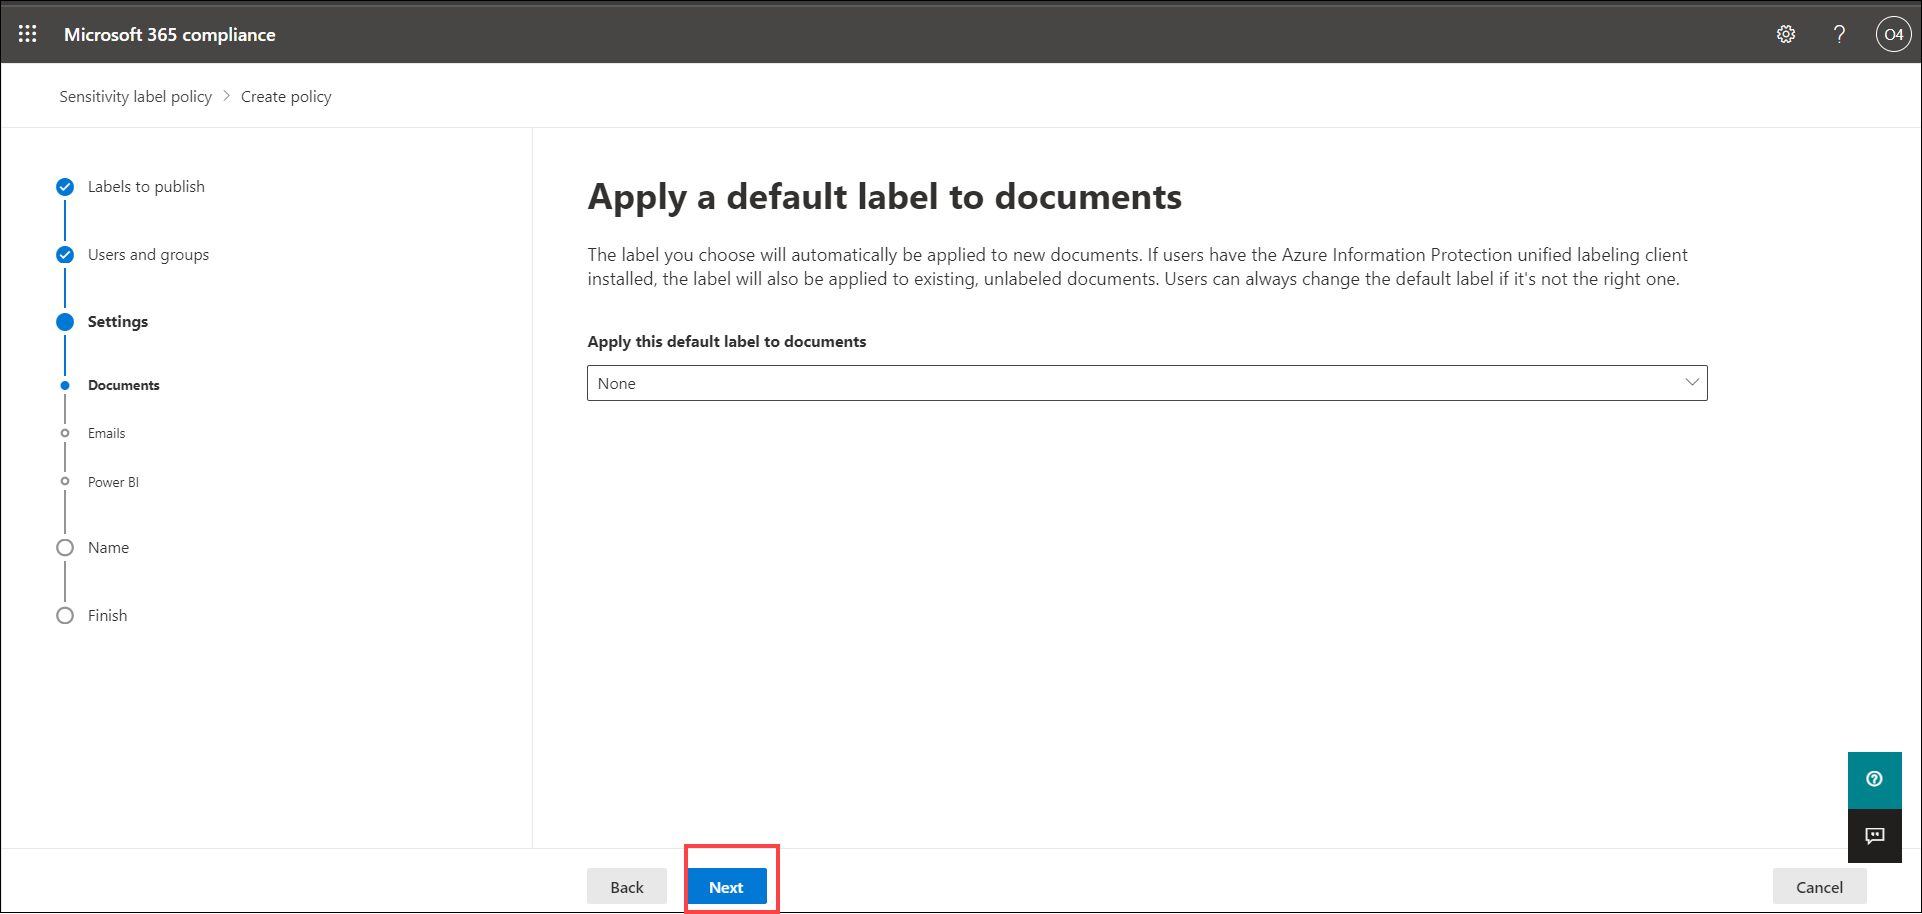 Microsoft 365 compliance
?
O4
Sensitivity label policy > Create policy
Labels to publish
Users and groups
Settings
Documents
Emails
Power BI
Name
Finish
Apply a default label to documents
The label you choose will automatically be applied to new documents. If users have the Azure Information Protection unified labeling client
installed, the label will also be applied to existing, unlabeled documents. Users can always change the default label if it's not the right one.
Apply this default label to documents
None
Back
Next
Cancel